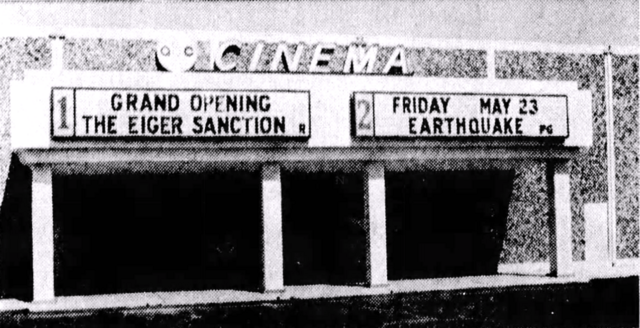 CINEMA
1
GRAND OPENING
THE EIGER SANCTION R
2
FRIDAY MAY 23
EARTHQUAKE PG